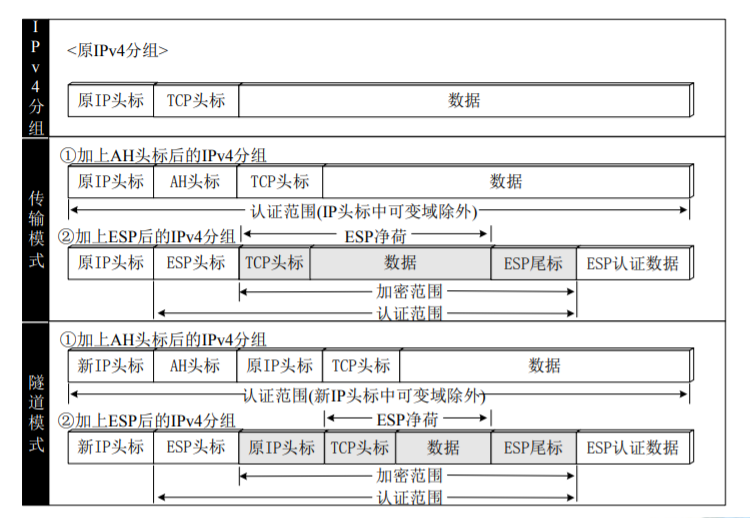 IPv4分组
<原IPv4分组>
原IP头标 TCP头标 数据
传输模式
①加上AH头标后的IPv4分组
原IP头标 AH头标 TCP头标 数据
认证范围(IP头标中可变域除外)
②加上ESP后的IPv4分组 ESP净荷
原IP头标 ESP头标 TCP头标 数据 ESP尾标 ESP认证数据
加密范围
认证范围
隧道模式
①加上AH头标后的IPv4分组
新IP头标 AH头标 原IP头标 TCP头标 数据
认证范围(新IP头标中可变域除外)
②加上ESP后的IPv4分组 ESP净荷
新IP头标 ESP头标 原IP头标 TCP头标 数据 ESP尾标 ESP认证数据
加密范围
认证范围